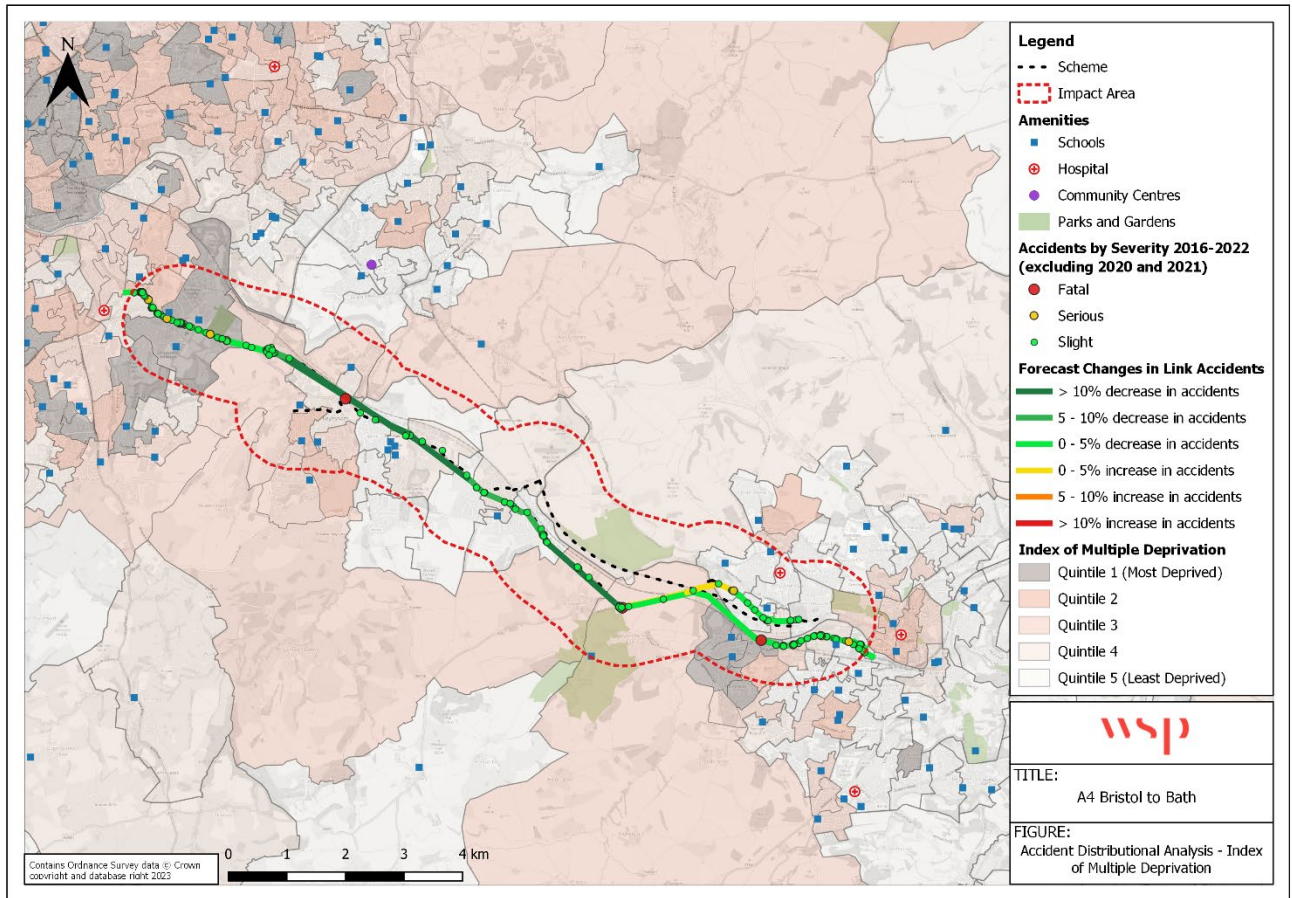 N
Legend
Scheme
Impact Area
Amenities
Schools
Hospital
Community Centres
Parks and Gardens
Accidents by Severity 2016-2022
(excluding 2020 and 2021)
Fatal
Serious
Slight
Forecast Changes in Link Accidents
> 10% decrease in accidents
5 - 10% decrease in accidents
0 - 5% decrease in accidents
0 - 5% increase in accidents
5 - 10% increase in accidents
> 10% increase in accidents
Index of Multiple Deprivation
Quintile 1 (Most Deprived)
Quintile 2
Quintile 3
Quintile 4
Quintile 5 (Least Deprived)
wsp
TITLE:
A4 Bristol to Bath
FIGURE:
Accident Distributional Analysis - Index
of Multiple Deprivation
Contains Ordnance Survey data © Crown
copyright and database right 2023
0 1 2 3 4 km